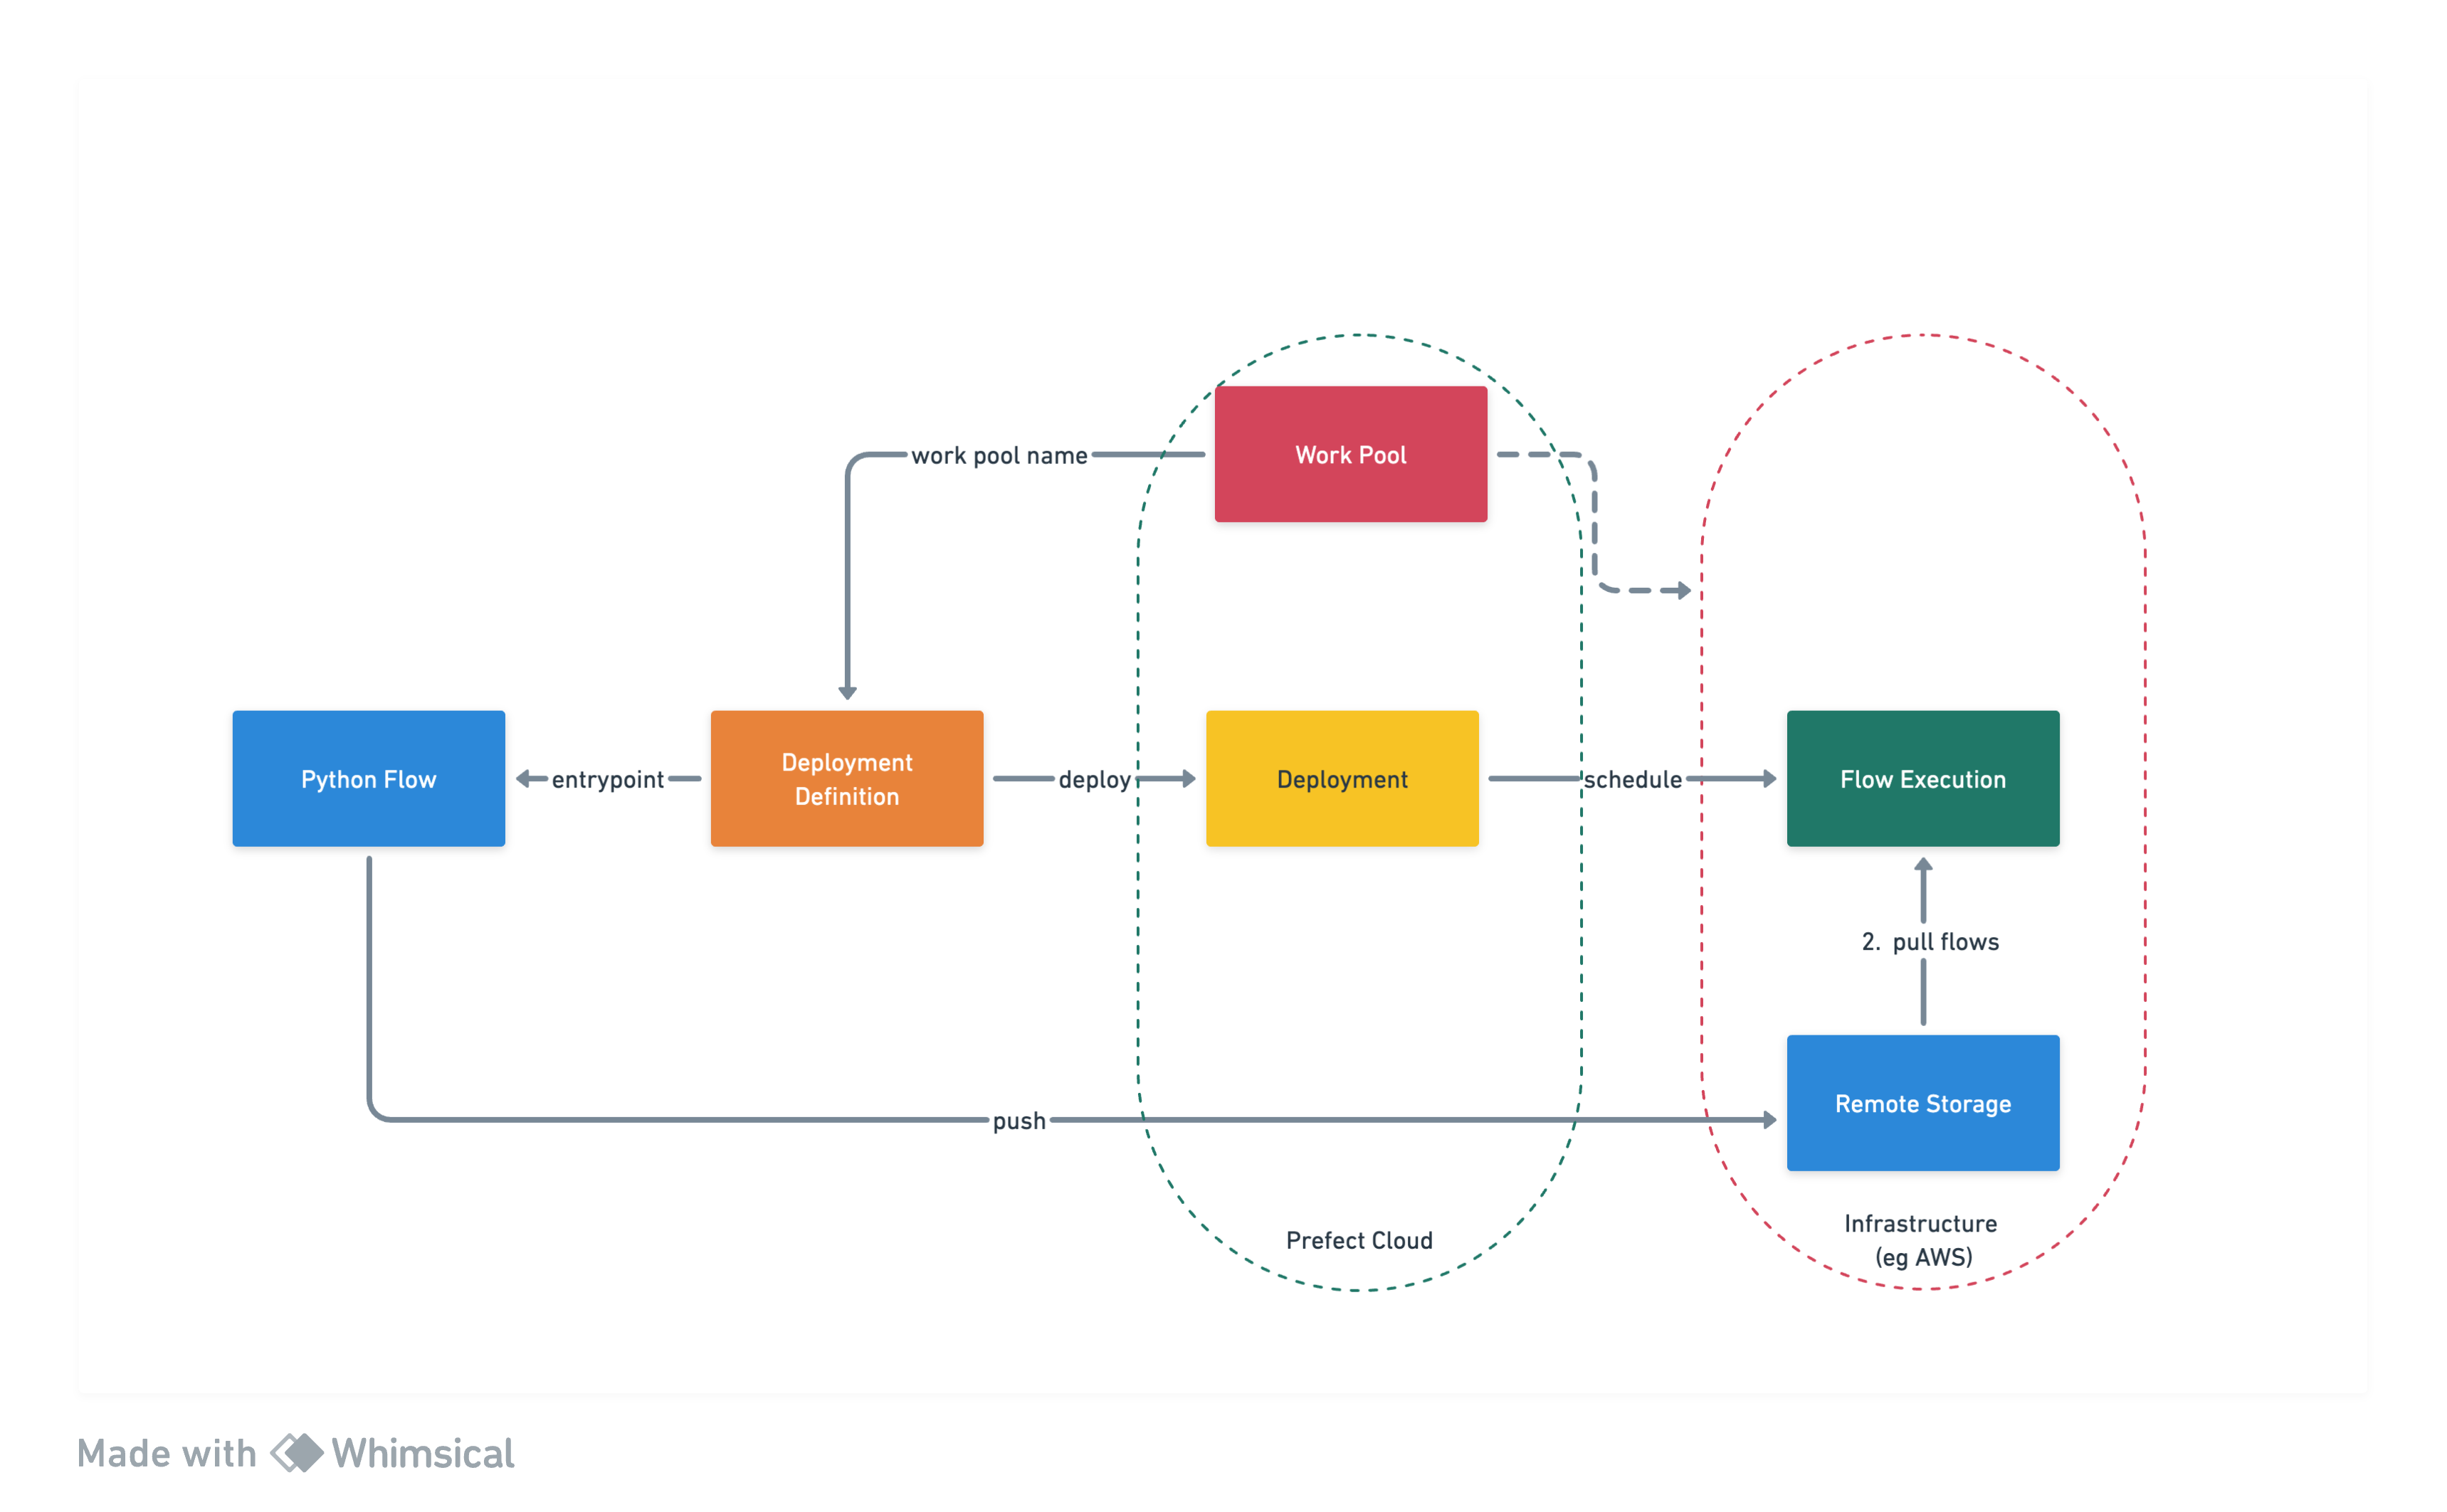 work pool name
Work Pool
Python Flow
entrypoint
Deployment
Definition
deploy
Deployment
schedule
Flow Execution
2. pull flows
push
Remote Storage
Prefect Cloud
Infrastructure
(eg AWS)
Made with Whimsical